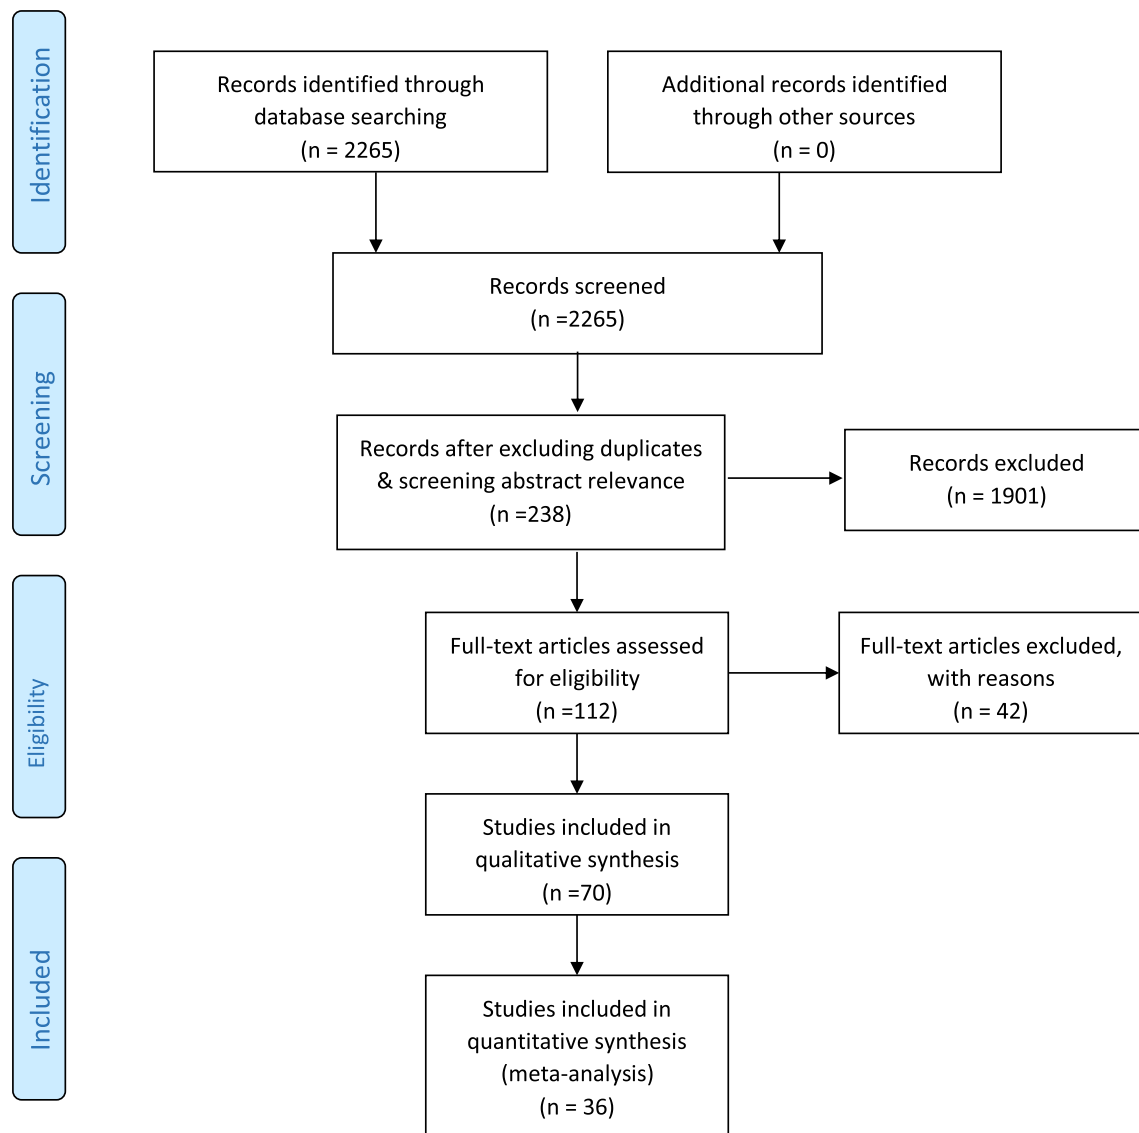 Identification
Records identified through
database searching
(n = 2265)
Additional records identified
through other sources
(n = 0)
Records screened
(n =2265)
Screening
Records after excluding duplicates
& screening abstract relevance
(n =238)
Records excluded
(n = 1901)
Eligibility
Full-text articles assessed
for eligibility
(n =112)
Full-text articles excluded,
with reasons
(n = 42)
Studies included in
qualitative synthesis
(n =70)
Included
Studies included in
quantitative synthesis
(meta-analysis)
(n = 36)